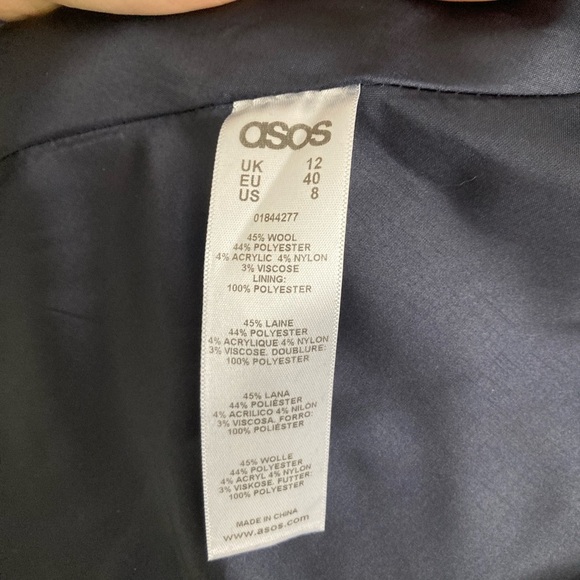 asos
UK 12
EU 40
US 8
01844277
45% WOOL
44% POLYESTER
4% ACRYLIC 4% NYLON
3% VISCOSE
LINING:
100% POLYESTER
45% LAINE
44% POLYESTER
4% ACRYLIQUE 4% NYLON
3% VISCOSE. DOUBLURE:
100% POLYESTER
45% LANA
44% POLIÉSTER
4% ACRILICO 4% NILON
3% VISCOSA. FORRO:
100% POLIÉSTER
45% WOLLE
44% POLYESTER
4% ACRYL 4% NYLON
3% VISKOSE. FUTTER:
100% POLYESTER
MADE IN CHINA
www.asos.com